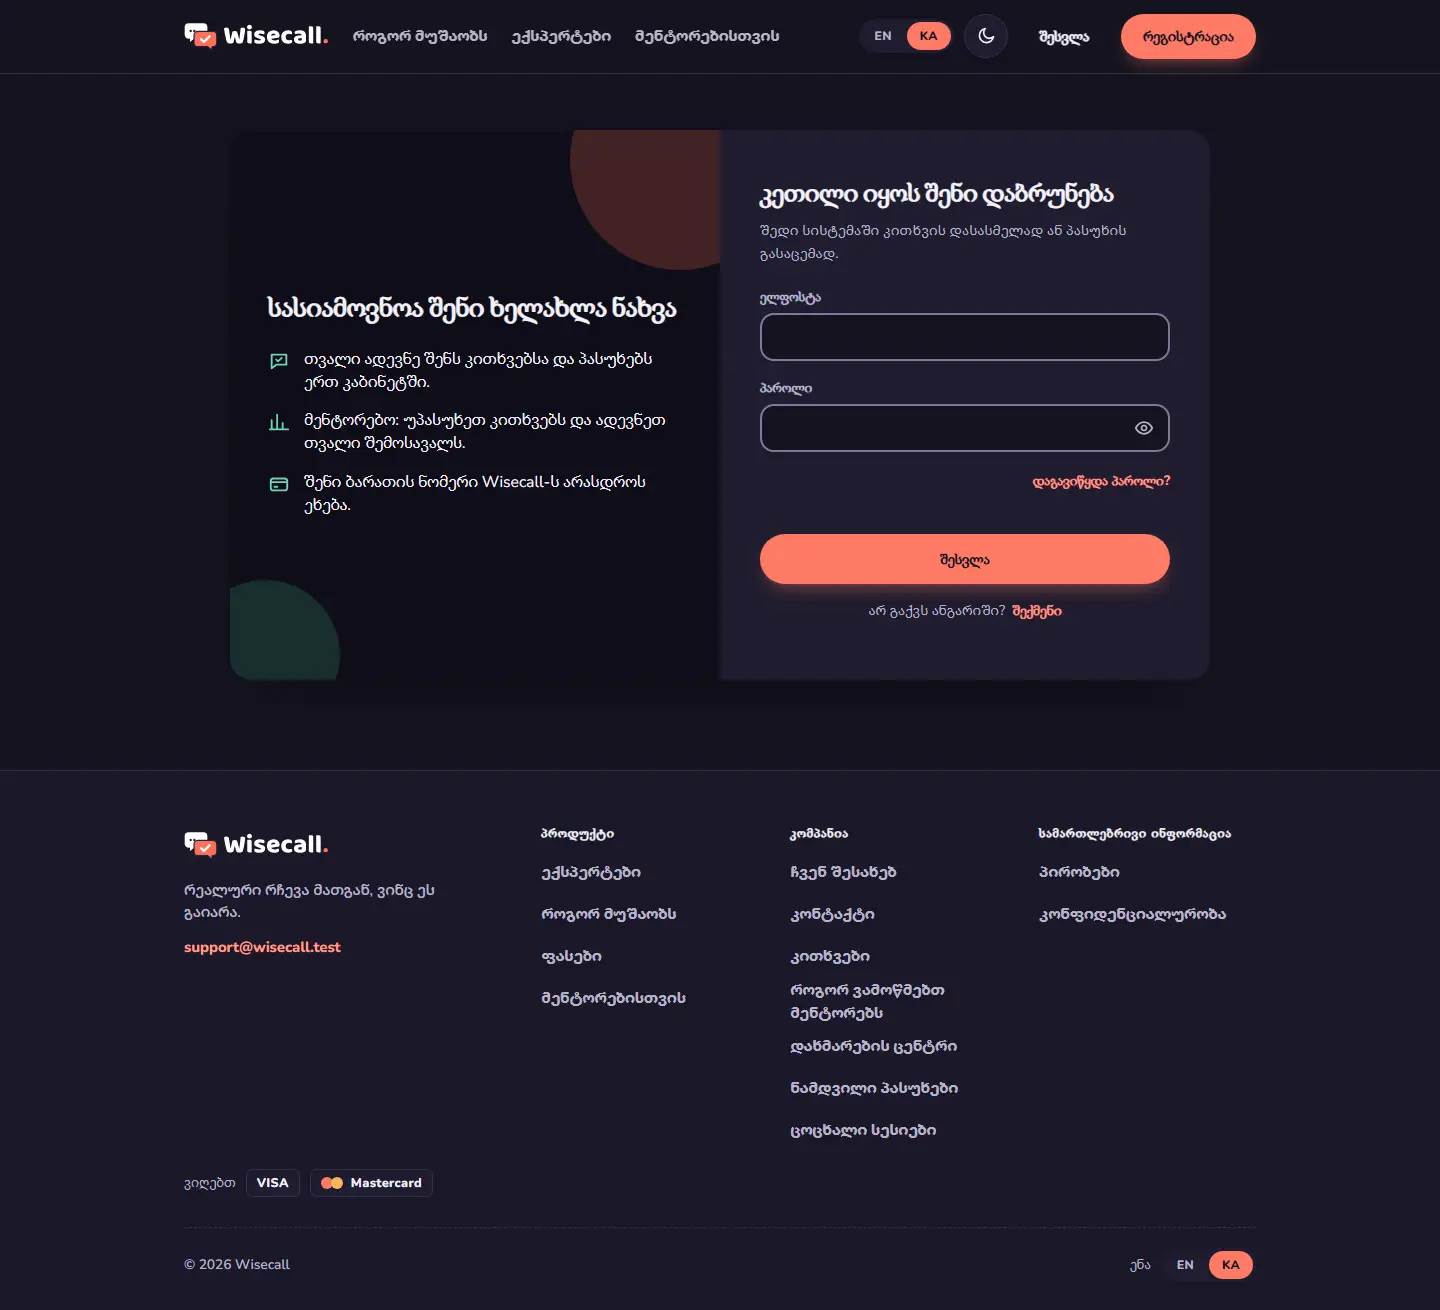 Wisecall.
როგორ მუშაობს
ექსპერტები
მენტორებისთვის
EN
KA
შესვლა
რეგისტრაცია
სასიამოვნოა შენი ხელახლა ნახვა
თვალი ადევნე შენს კითხვებსა და პასუხებს
ერთ კაბინეტში.
მენტორებო: უპასუხეთ კითხვებს და ადევნეთ
თვალი შემოსავალს.
შენი ბარათის ნომერი Wisecall-ს არასდროს
ეხება.
კეთილი იყოს შენი დაბრუნება
შედი სისტემაში კითხვის დასასმელად ან პასუხის
გასაცემად.
ელფოსტა
პაროლი
დაგავიწყდა პაროლი?
შესვლა
არ გაქვს ანგარიში? შექმენი
Wisecall.
რეალური რჩევა მათგან, ვინც ეს
გაიარა.
support@wisecall.test
პროდუქტი
ექსპერტები
როგორ მუშაობს
ფასები
მენტორებისთვის
კომპანია
ჩვენ შესახებ
კონტაქტი
კითხვები
როგორ ვამოწმებთ
მენტორებს
დახმარების ცენტრი
ნამდვილი პასუხები
ცოცხალი სესიები
სამართლებრივი ინფორმაცია
პირობები
კონფიდენციალურობა
ვიღებთ
VISA
Mastercard
© 2026 Wisecall
ენა
EN
KA